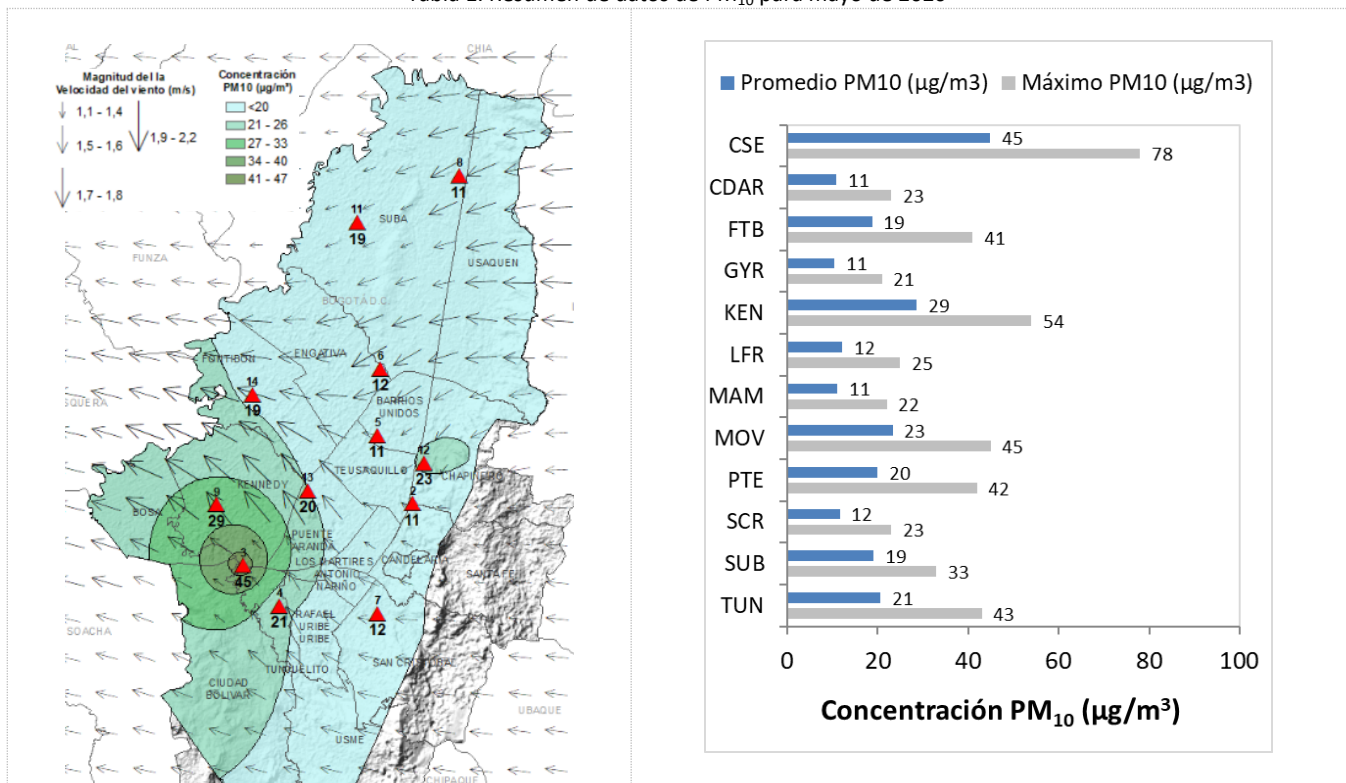 CHIA
Magnitud del la
Velocidad del viento (m/s)
1,1 - 1,4
1,5 - 1,6
1,9 - 2,2
1,7 - 1,8
Concentración
PM10 (µg/m³)
<20
21 - 26
27 - 33
34 - 40
41 - 47
8
11
11
SUBA
19
FUNZA
USAQUEN
BOGOTÁ D.C.
FONTIBON
ENGATIVA
6
12
14
19
BARRIOS
UNIDOS
5
11
TEUSAQUILLO
12
23
CHAPINERO
KENNEDY
13
20
9
29
2
11
BOSA
PUENTE
ARANDA
3
45
LOS MARTIRES
CANDELARIA
ANTONIO
NARIÑO
SANTA FE
4
21
RAFAEL
URIBE
URIBE
7
12
SOACHA
SAN CRISTOBAL
TUNJUELITO
CIUDAD
BOLIVAR
UBAQUE
USME
CHIPAQUE
Promedio PM10 (µg/m3) Máximo PM10 (µg/m3)
CSE 45
78
CDAR 11
23
FTB 19
41
GYR 11
21
KEN 29
54
LFR 12
25
MAM 11
22
MOV 23
45
PTE 20
42
SCR 12
23
SUB 19
33
TUN 21
43
0 20 40 60 80 100
Concentración PM₁₀ (µg/m³)